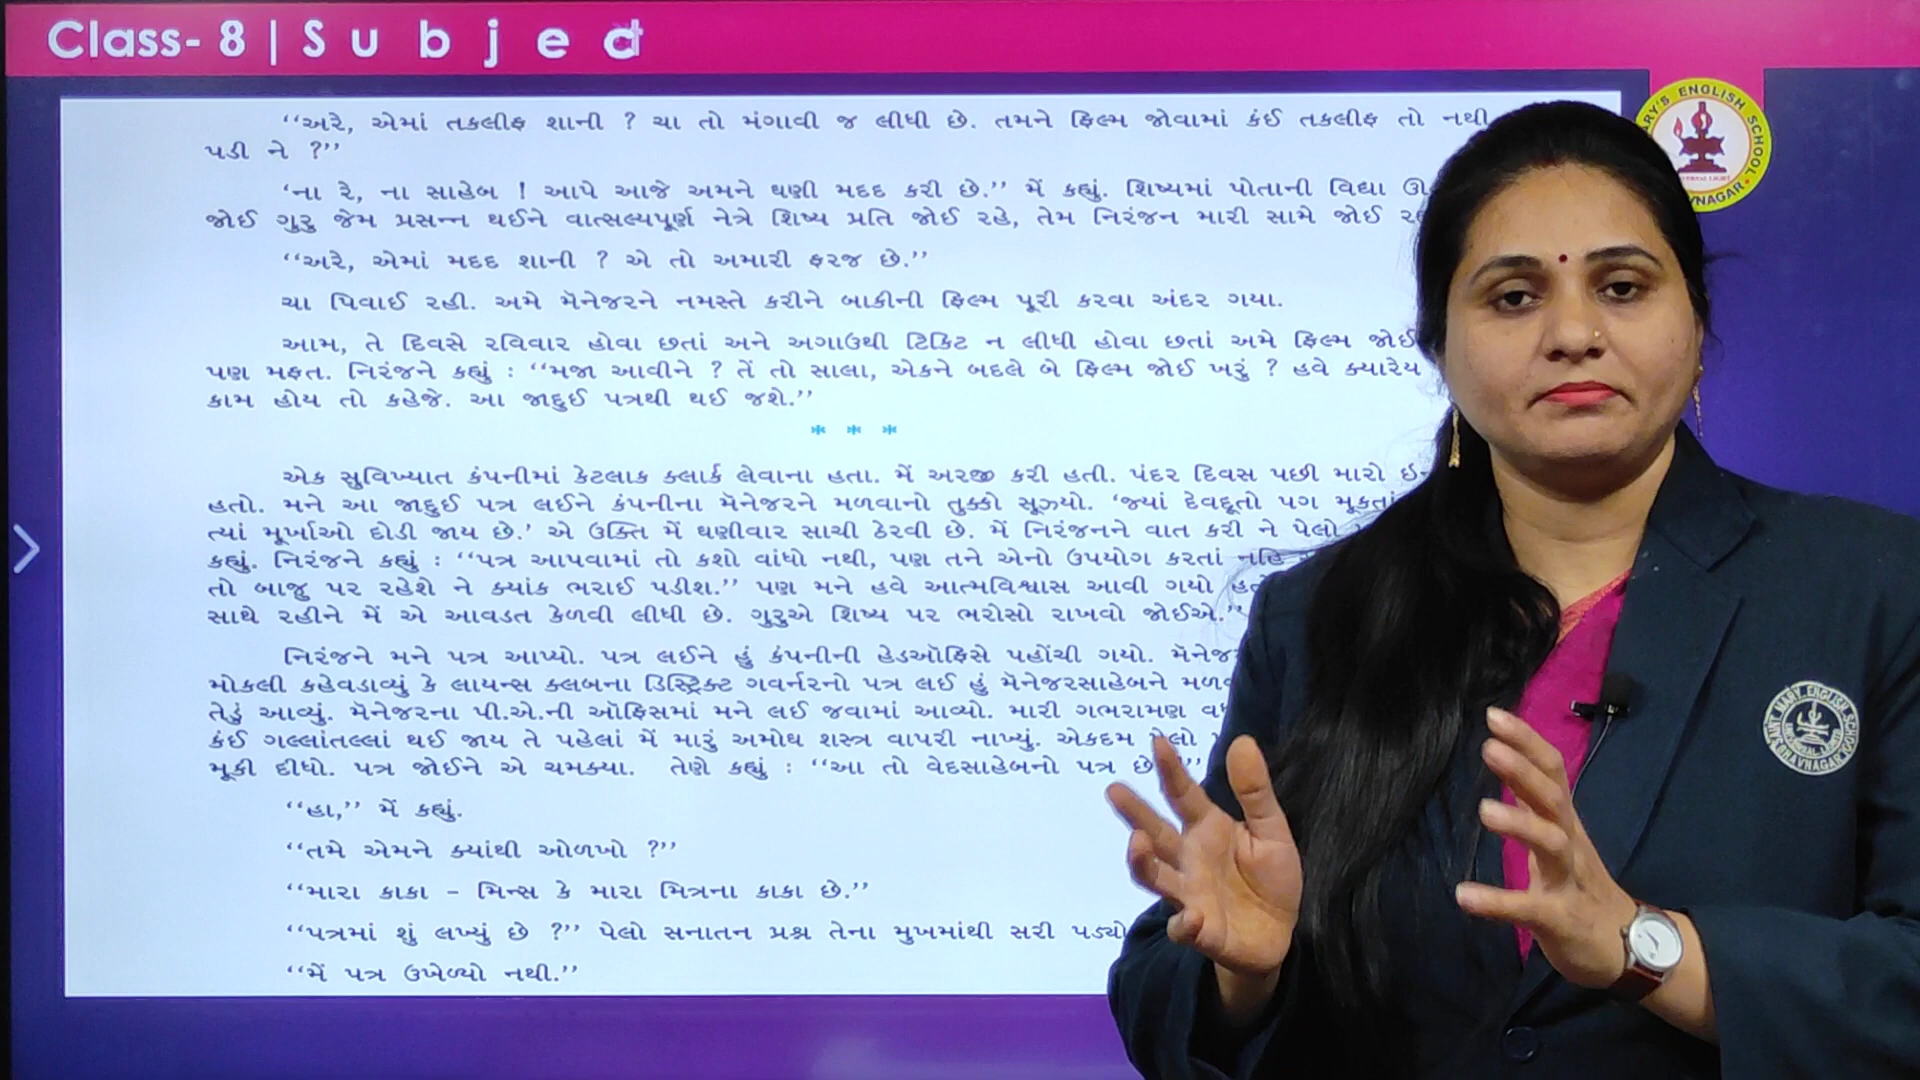 Class- 8 | Subject
“અરે, એમાં તકલીફ શાની ? ચા તો મંગાવી જ લીધી છે. તમને ફિલ્મ જોવામાં કંઈ તકલીફ તો નથી
પડી ને ?”
‘ના રે, ના સાહેબ ! આપે આજે અમને ઘણી મદદ કરી છે.” મેં કહ્યું. શિષ્યમાં પોતાની વિદ્યા
જોઈ ગુરુ જેમ પ્રસન્ન થઈને વાત્સલ્યપૂર્ણ નેત્રે શિષ્ય પ્રતિ જોઈ રહે, તેમ નિરંજન મારી સામે જોઈ
“અરે, એમાં મદદ શાની ? એ તો અમારી ફરજ છે.”
ચા પિવાઈ રહી. અમે મૅનેજરને નમસ્તે કરીને બાકીની ફિલ્મ પૂરી કરવા અંદર ગયા.
આમ, તે દિવસે રવિવાર હોવા છતાં અને અગાઉથી ટિકિટ ન લીધી હોવા છતાં અમે ફિલ્મ જોઈ
પણ મફત. નિરંજને કહ્યું : “મજા આવીને ? તેં તો સાલા, એકને બદલે બે ફિલ્મ જોઈ ખરું ? હવે ક્યારેય
કામ હોય તો કહેજે. આ જાદુઈ પત્રથી થઈ જશે.”
* * *
એક સુવિખ્યાત કંપનીમાં કેટલાક ક્લાર્ક લેવાના હતા. મેં અરજી કરી હતી. પંદર દિવસ પછી મારો
હતો. મને આ જાદુઈ પત્ર લઈને કંપનીના મૅનેજરને મળવાનો તુક્કો સૂઝ્યો. ‘જ્યાં દેવદૂતો પગ મૂકતાં
ત્યાં મૂર્ખાઓ દોડી જાય છે.’ એ ઉક્તિ મેં ઘણીવાર સાચી ઠેરવી છે. મેં નિરંજનને વાત કરી ને પેલો
કહ્યું. નિરંજને કહ્યું : “પત્ર આપવામાં તો કશો વાંધો નથી, પણ તને એનો ઉપયોગ કરતાં નહિ
તો બાજુ પર રહેશે ને ક્યાંક ભરાઈ પડીશ.” પણ મને હવે આત્મવિશ્વાસ આવી ગયો
સાથે રહીને મેં એ આવડત કેળવી લીધી છે. ગુરુએ શિષ્ય પર ભરોસો રાખવો જોઈએ.”
નિરંજને મને પત્ર આપ્યો. પત્ર લઈને હું કંપનીની હેડઑફિસે પહોંચી ગયો.
મોકલી કહેવડાવ્યું કે લાયન્સ ક્લબના ડિસ્ટ્રિક્ટ ગવર્નરનો પત્ર લઈ હું મૅનેજરસાહેબને
તેડું આવ્યું. મૅનેજરના પી.એ.ની ઑફિસમાં મને લઈ જવામાં આવ્યો. મારી ગભરામણ
કંઈ ગલ્લાંતલ્લાં થઈ જાય તે પહેલાં મેં મારું અમોઘ શસ્ત્ર વાપરી નાખ્યું. એકદમ પેલો
મૂકી દીધો. પત્ર જોઈને એ ચમક્યા. તેણે કહ્યું : “આ તો વેદસાહેબનો પત્ર છે
“હા,” મેં કહ્યું.
“તમે એમને ક્યાંથી ઓળખો ?”
“મારા કાકા – મિન્સ કે મારા મિત્રના કાકા છે.”
“પત્રમાં શું લખ્યું છે ?” પેલો સનાતન પ્રશ્ન તેના મુખમાંથી સરી પડ્યો
“મેં પત્ર ઉખેળ્યો નથી.”
ENGLISH SCHOOL